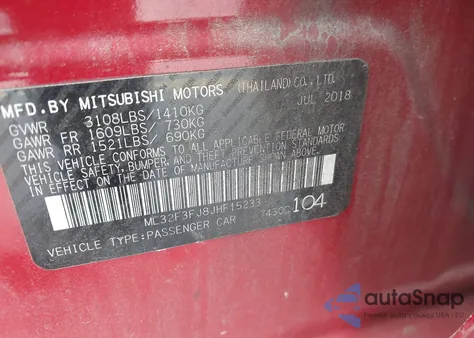 MFD.BY MITSUBISHI MOTORS (THAILAND)CO.,LTD.
JUL 2018
GVWR 3108LBS/1410KG
GAWR FR 1609LBS/ 730KG
GAWR RR 1521LBS/ 690KG
THIS VEHICLE CONFORMS TO ALL APPLICABLE FEDERAL MOTOR
VEHICLE SAFETY,BUMPER,AND THEFT PREVENTION
STANDARDS IN EFFECT ON THE DATE OF MANUFACTURE
SHOWN ABOVE.
ML32F3FJ8JHF15233
VEHICLE TYPE:PASSENGER CAR 7430C 104
autoSnap